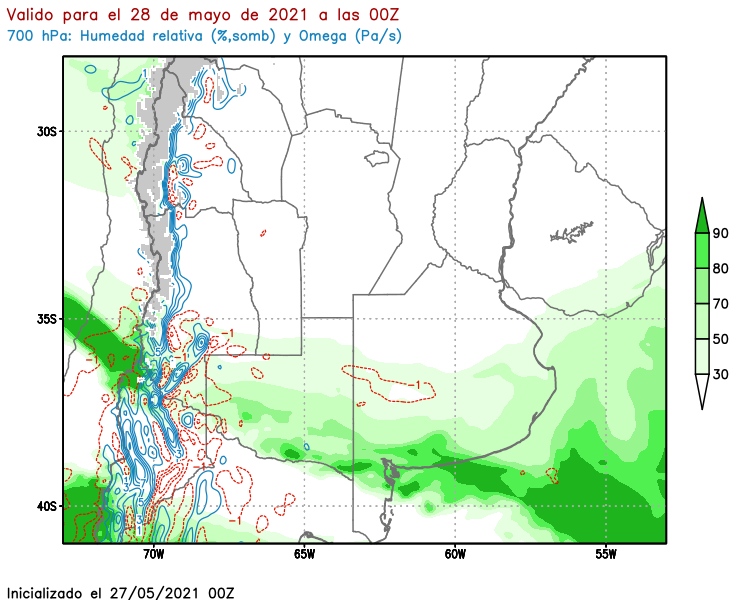 Valido para el 28 de mayo de 2021 a las 00Z
700 hPa: Humedad relativa (%,somb) y Omega (Pa/s)
1
30S
90
80
70
50
30
35S
-1
-1
-1
-1
40S
-1
70W 65W 60W 55W
Inicializado el 27/05/2021 00Z